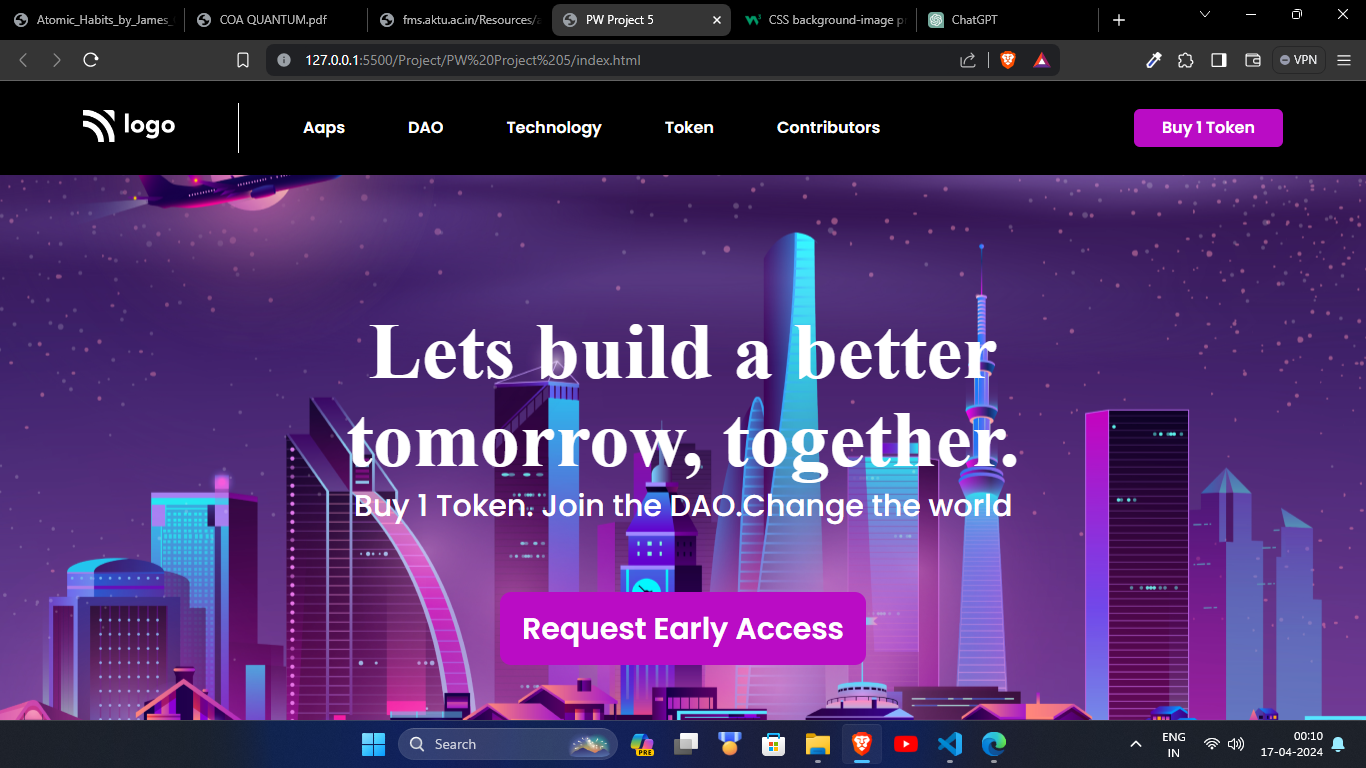 Atomic_Habits_by_James_
COA QUANTUM.pdf
fms.aktu.ac.in/Resources/a
PW Project 5
CSS background-image p
ChatGPT
127.0.0.1:5500/Project/PW%20Project%205/index.html
VPN
logo
Aaps
DAO
Technology
Token
Contributors
Buy 1 Token
Lets build a better
tomorrow, together.
Buy 1 Token. Join the DAO.Change the world
Request Early Access
Search
PRE
ENG
IN
00:10
17-04-2024